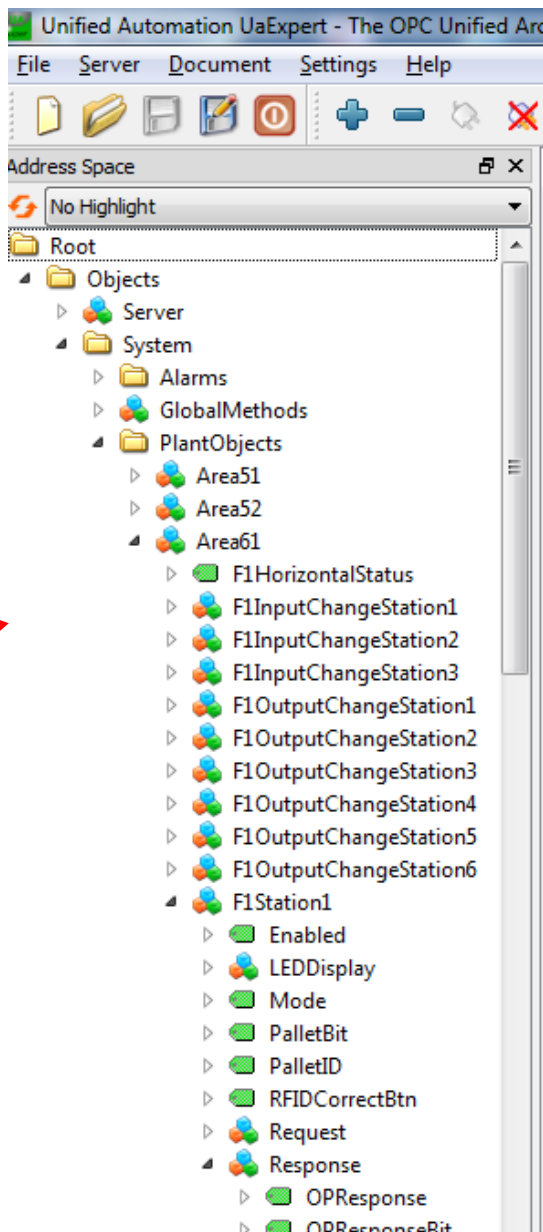 Unified Automation UaExpert - The OPC Unified Arc
File Server Document Settings Help
Address Space
No Highlight
Root
Objects
Server
System
Alarms
GlobalMethods
PlantObjects
Area51
Area52
Area61
F1HorizontalStatus
F1InputChangeStation1
F1InputChangeStation2
F1InputChangeStation3
F1OutputChangeStation1
F1OutputChangeStation2
F1OutputChangeStation3
F1OutputChangeStation4
F1OutputChangeStation5
F1OutputChangeStation6
F1Station1
Enabled
LEDDisplay
Mode
PalletBit
PalletID
RFIDCorrectBtn
Request
Response
OPResponse
OPResponseBit